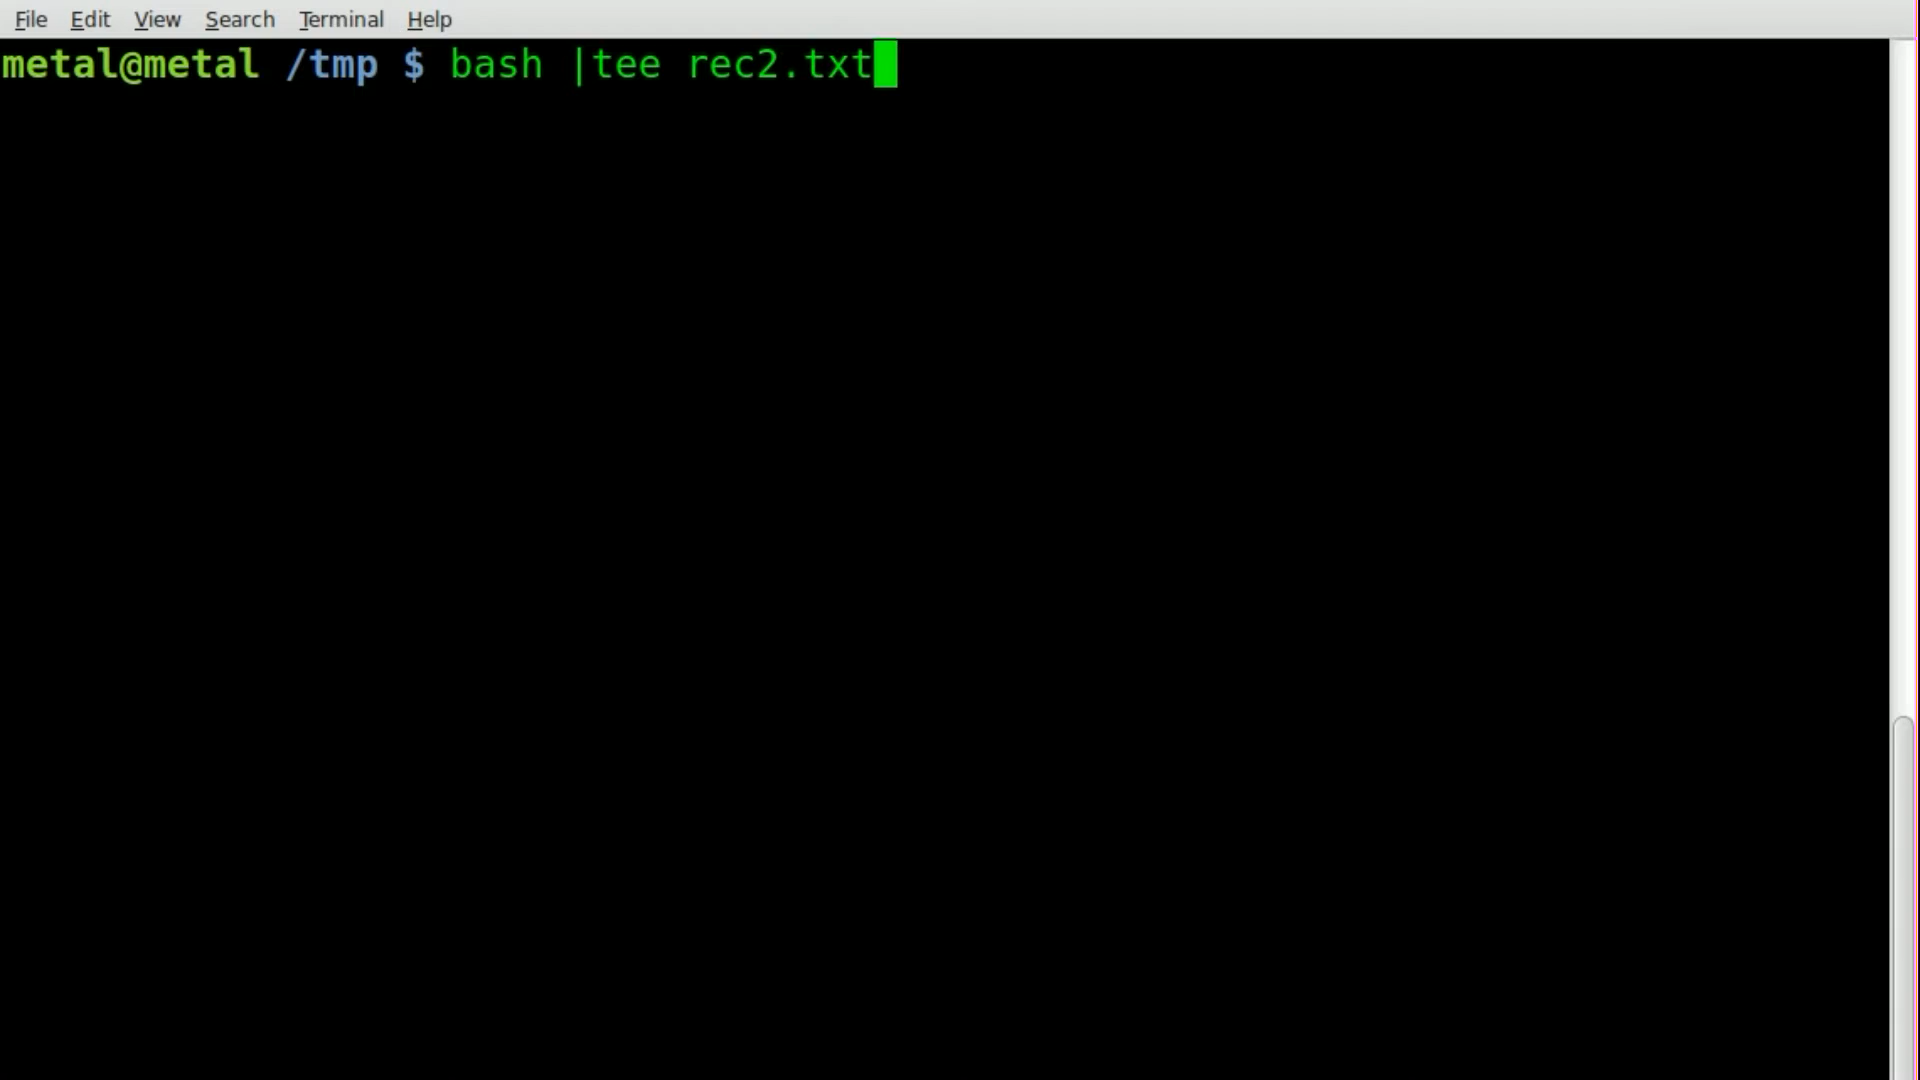 File Edit View Search Terminal Help
metal@metal /tmp $ bash |tee rec2.txt